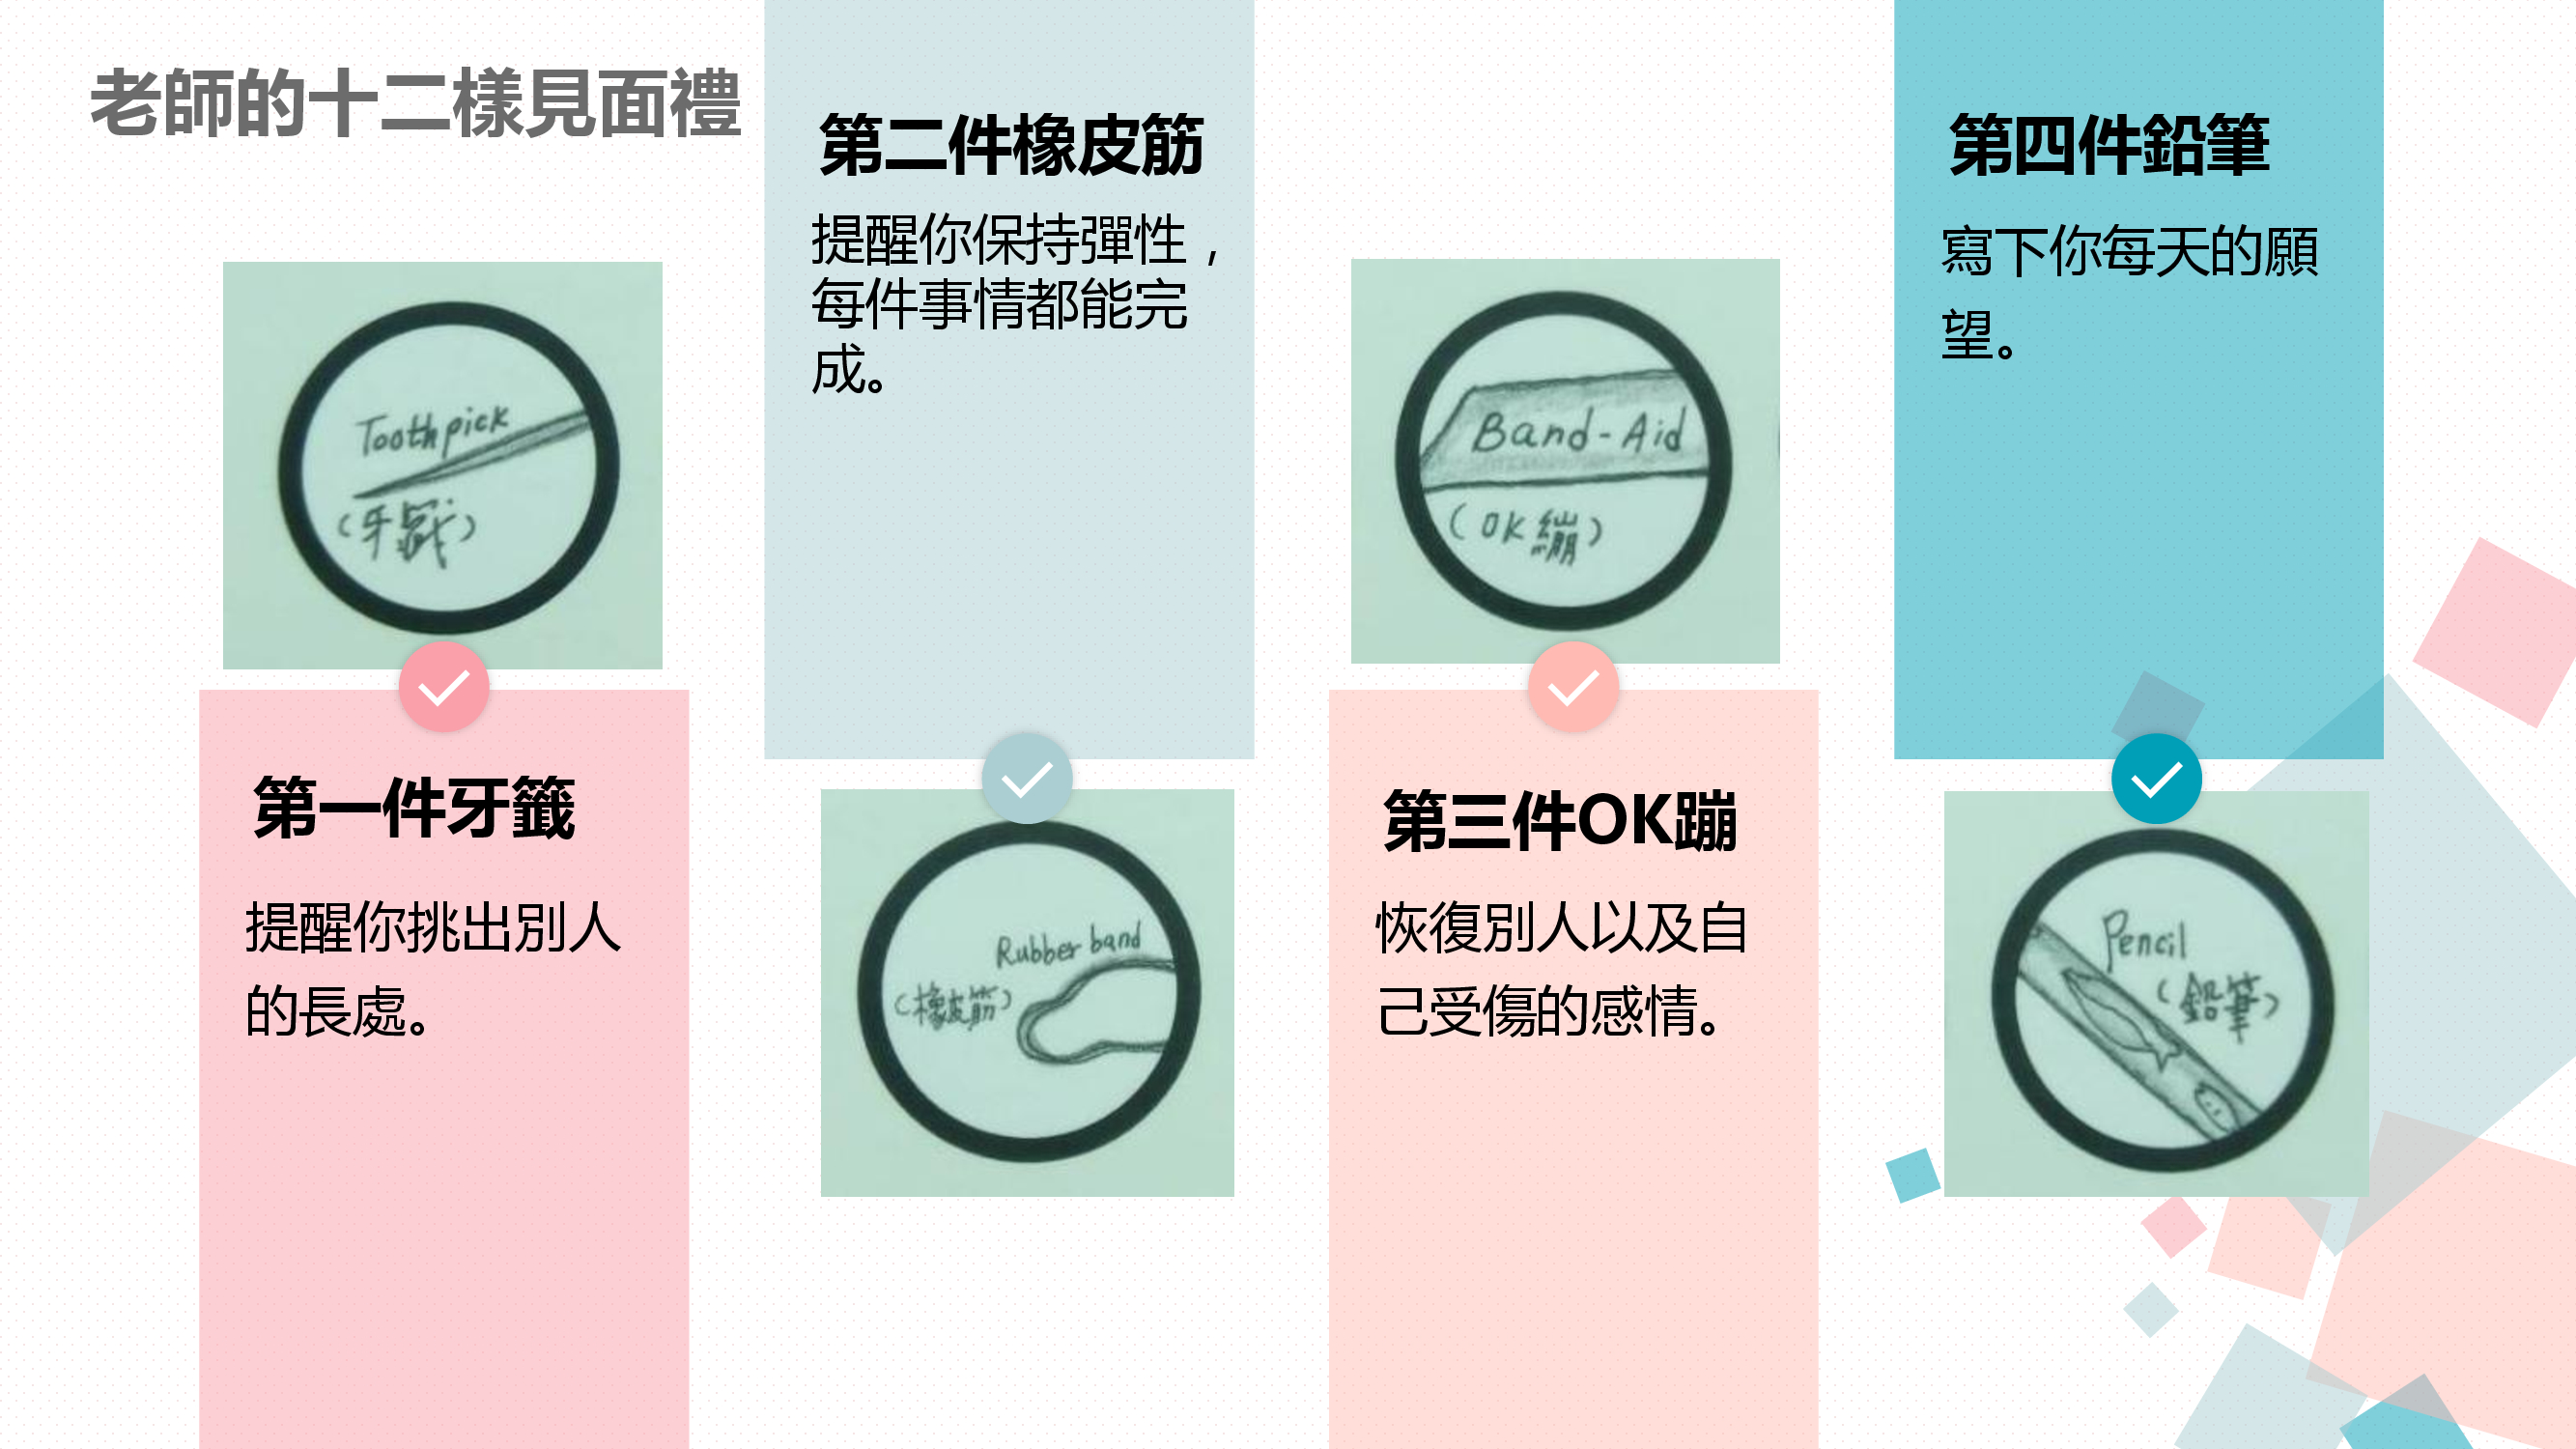 老師的十二樣見面禮
Toothpick
(牙籤)
第一件牙籤
提醒你挑出別人
的長處。
第二件橡皮筋
提醒你保持彈性，
每件事情都能完
成。
Rubber band
(橡皮筋)
Band-Aid
(OK繃)
第三件OK蹦
恢復別人以及自
己受傷的感情。
第四件鉛筆
寫下你每天的願
望。
Pencil
(鉛筆)